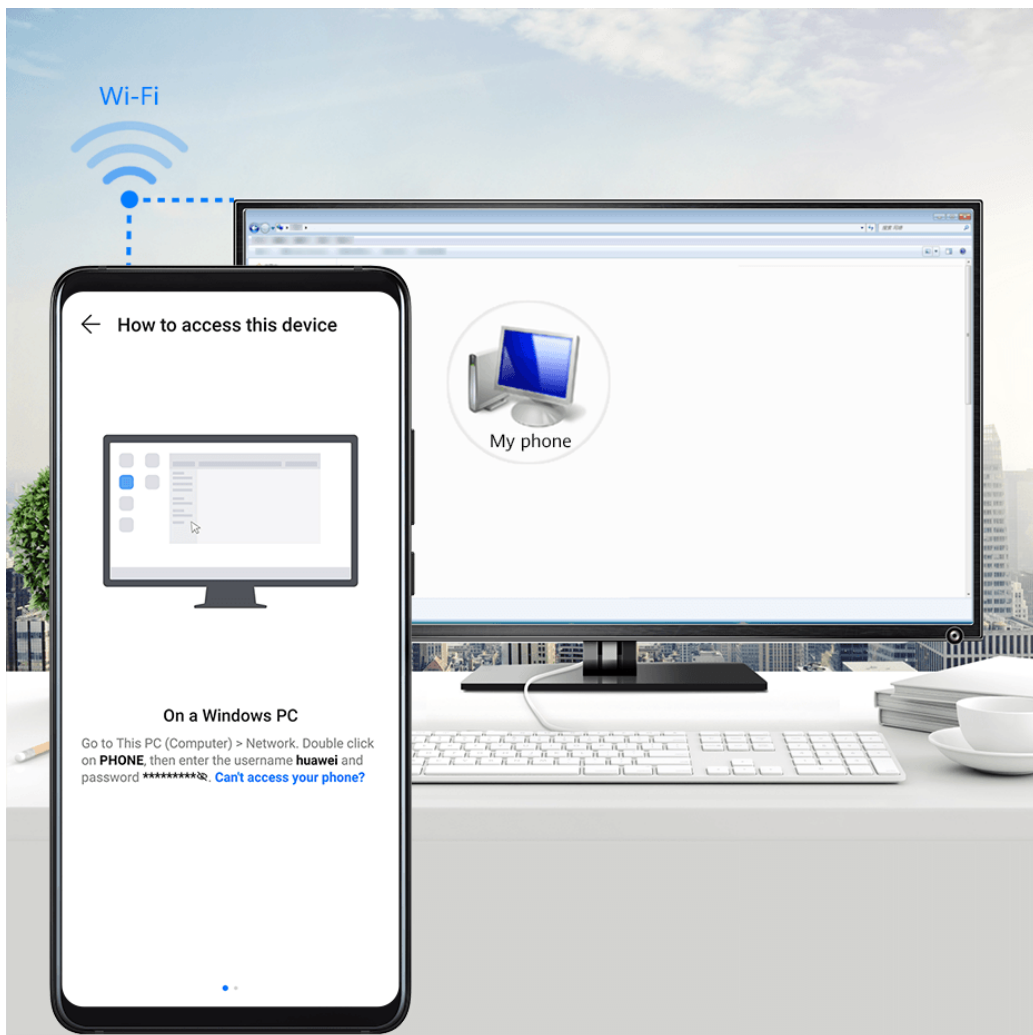 Wi-Fi
How to access this device
My phone
On a Windows PC
Go to This PC (Computer) > Network. Double click
on PHONE, then enter the username huawei and
password *********. Can't access your phone?